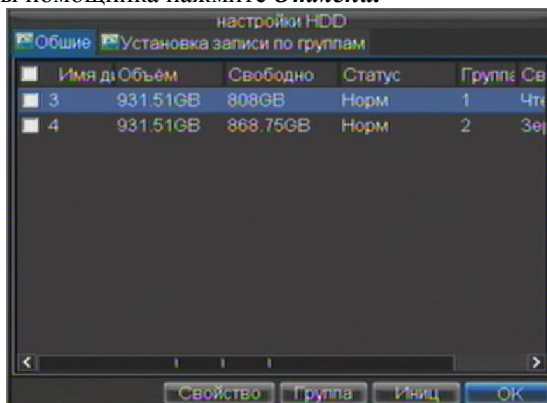 настройки HDD
Обшие Установка записи по группам
Имя д Объём Свободно Статус Группа Св
3 931.51GB 808GB Норм 1 Чте
4 931.51GB 868.75GB Норм 2 Зер
Свойство Группа Иниц OK